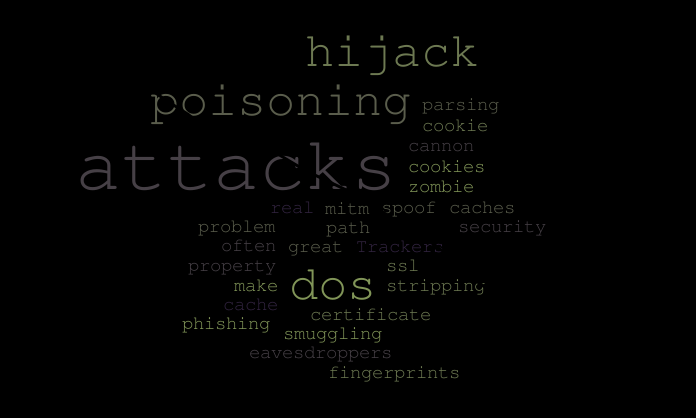 hijack
poisoning
parsing
cookie
cannon
attacks
cookies
zombie
real mitm spoof caches
problem path security
often great Trackers
property ssl
make dos stripping
cache
certificate
phishing
smuggling
eavesdroppers
fingerprints